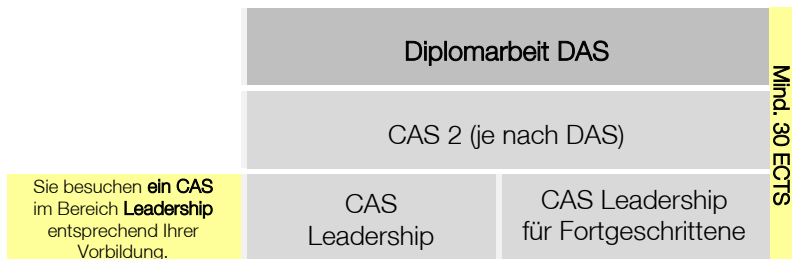 Diplomarbeit DAS
CAS 2 (je nach DAS)
Mind. 30 ECTS
Sie besuchen ein CAS
im Bereich Leadership
entsprechend Ihrer
Vorbildung.
CAS
Leadership
CAS Leadership
für Fortgeschrittene